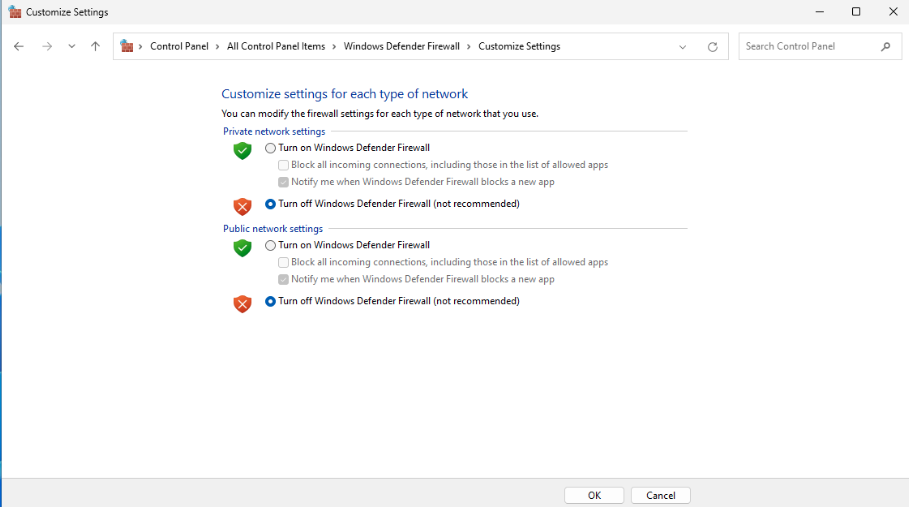 Customize Settings
Control Panel > All Control Panel Items > Windows Defender Firewall > Customize Settings
Search Control Panel
Customize settings for each type of network
You can modify the firewall settings for each type of network that you use.
Private network settings
Turn on Windows Defender Firewall
Block all incoming connections, including those in the list of allowed apps
Notify me when Windows Defender Firewall blocks a new app
Turn off Windows Defender Firewall (not recommended)
Public network settings
Turn on Windows Defender Firewall
Block all incoming connections, including those in the list of allowed apps
Notify me when Windows Defender Firewall blocks a new app
Turn off Windows Defender Firewall (not recommended)
OK Cancel